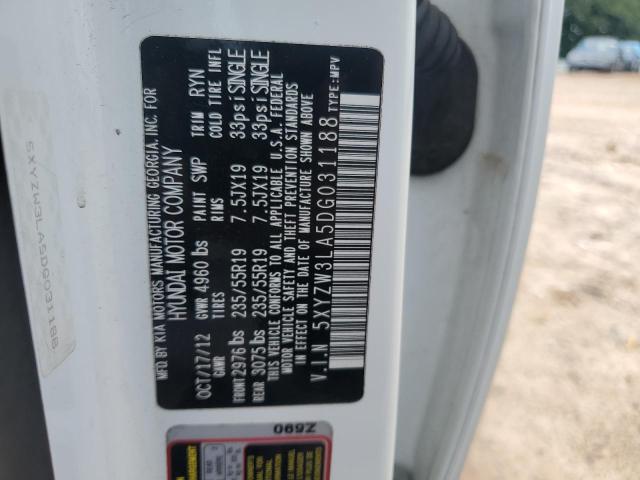 MFD.BY KIA MOTORS MANUFACTURING GEORGIA, INC. FOR
HYUNDAI MOTOR COMPANY
OCT/17/12 GVWR 4960 lbs PAINT SWP TRIM RYN
GAWR TIRES RIMS COLD TIRE INFL
FRONT 2976 lbs 235/55R19 7.5JX19 33psi SINGLE
REAR 3075 lbs 235/55R19 7.5JX19 33psi SINGLE
THIS VEHICLE CONFORMS TO ALL APPLICABLE U.S.A. FEDERAL
MOTOR VEHICLE SAFETY AND THEFT PREVENTION STANDARDS
IN EFFECT ON THE DATE OF MANUFACTURE SHOWN ABOVE
V.I.N 5XYZW3LA5DG031188 TYPE:MPV
5XYZW3LA5DG031188
Z590